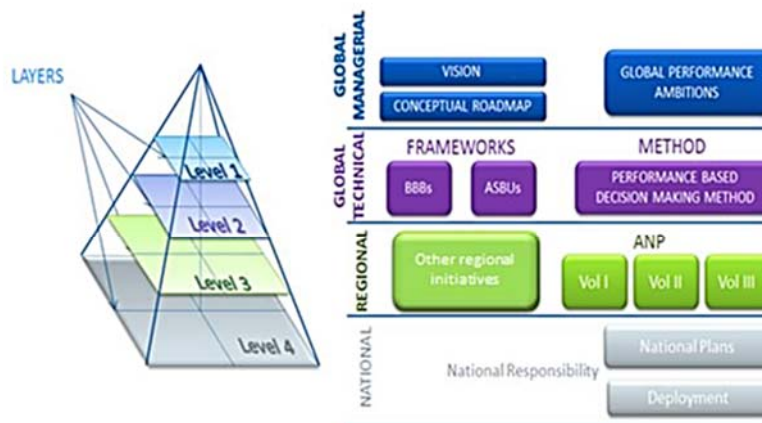 LAYERS
Level 1
Level 2
Level 3
Level 4
GLOBAL
MANAGERIAL
VISION
CONCEPTUAL ROADMAP
GLOBAL PERFORMANCE
AMBITIONS
GLOBAL
TECHNICAL
FRAMEWORKS
METHOD
BBBs
ASBUs
PERFORMANCE BASED
DECISION MAKING METHOD
REGIONAL
Other regional
initiatives
ANP
Vol I
Vol II
Vol III
NATIONAL
National Responsibility
National Plans
Deployment